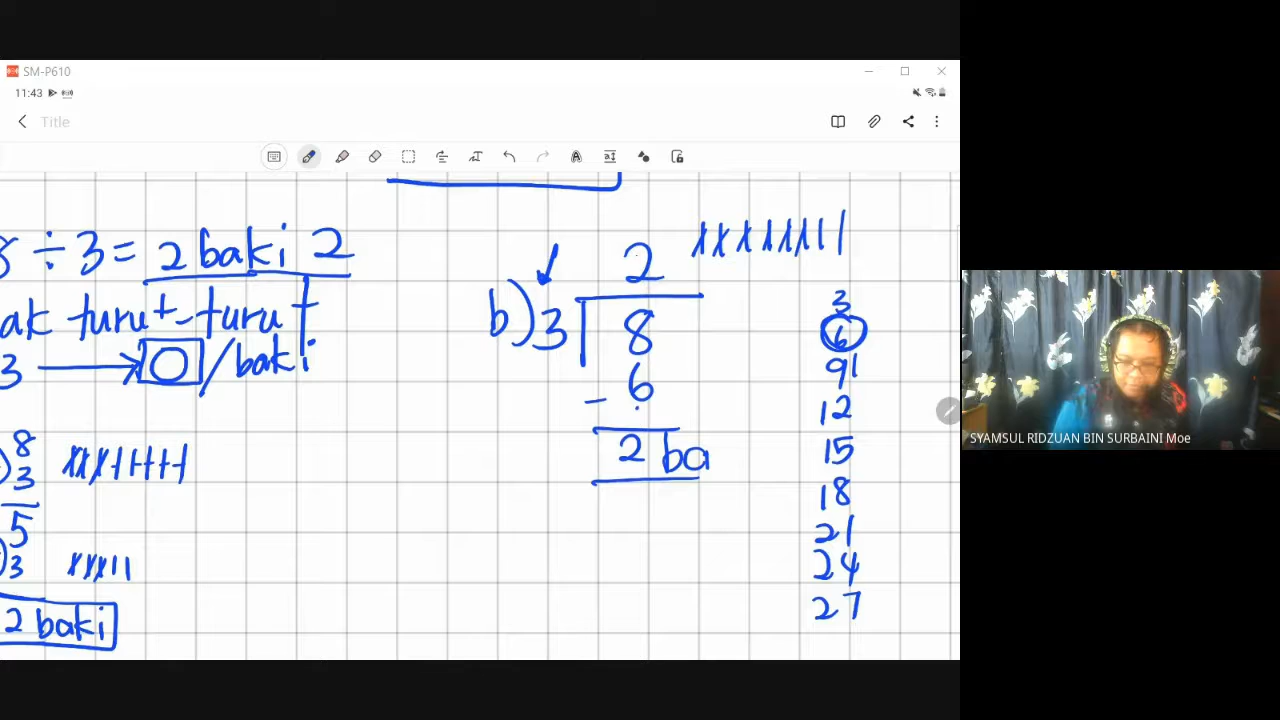 SM-P610
11:43
Title
8 ÷ 3 = 2 baki 2
ak turut-turut
3 → 0 / baki
8
3
5
3
2 baki
b) 3 8
2
- 6
2 ba
3
6
9
12
15
18
21
24
27
SYAMSUL RIDZUAN BIN SURBAINI Moe